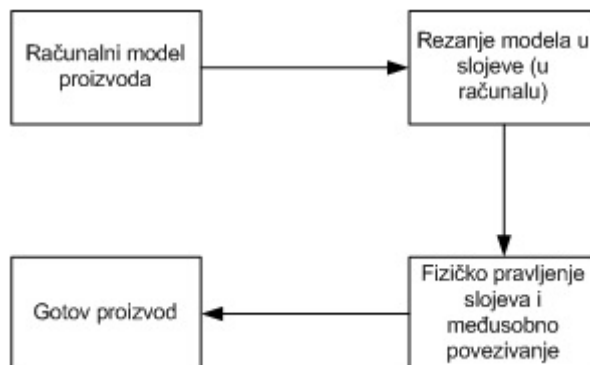 Računalni model
proizvoda
Rezanje modela u
slojeve (u
računalu)
Fizičko pravljenje
slojeva i
međusobno
povezivanje
Gotov proizvod